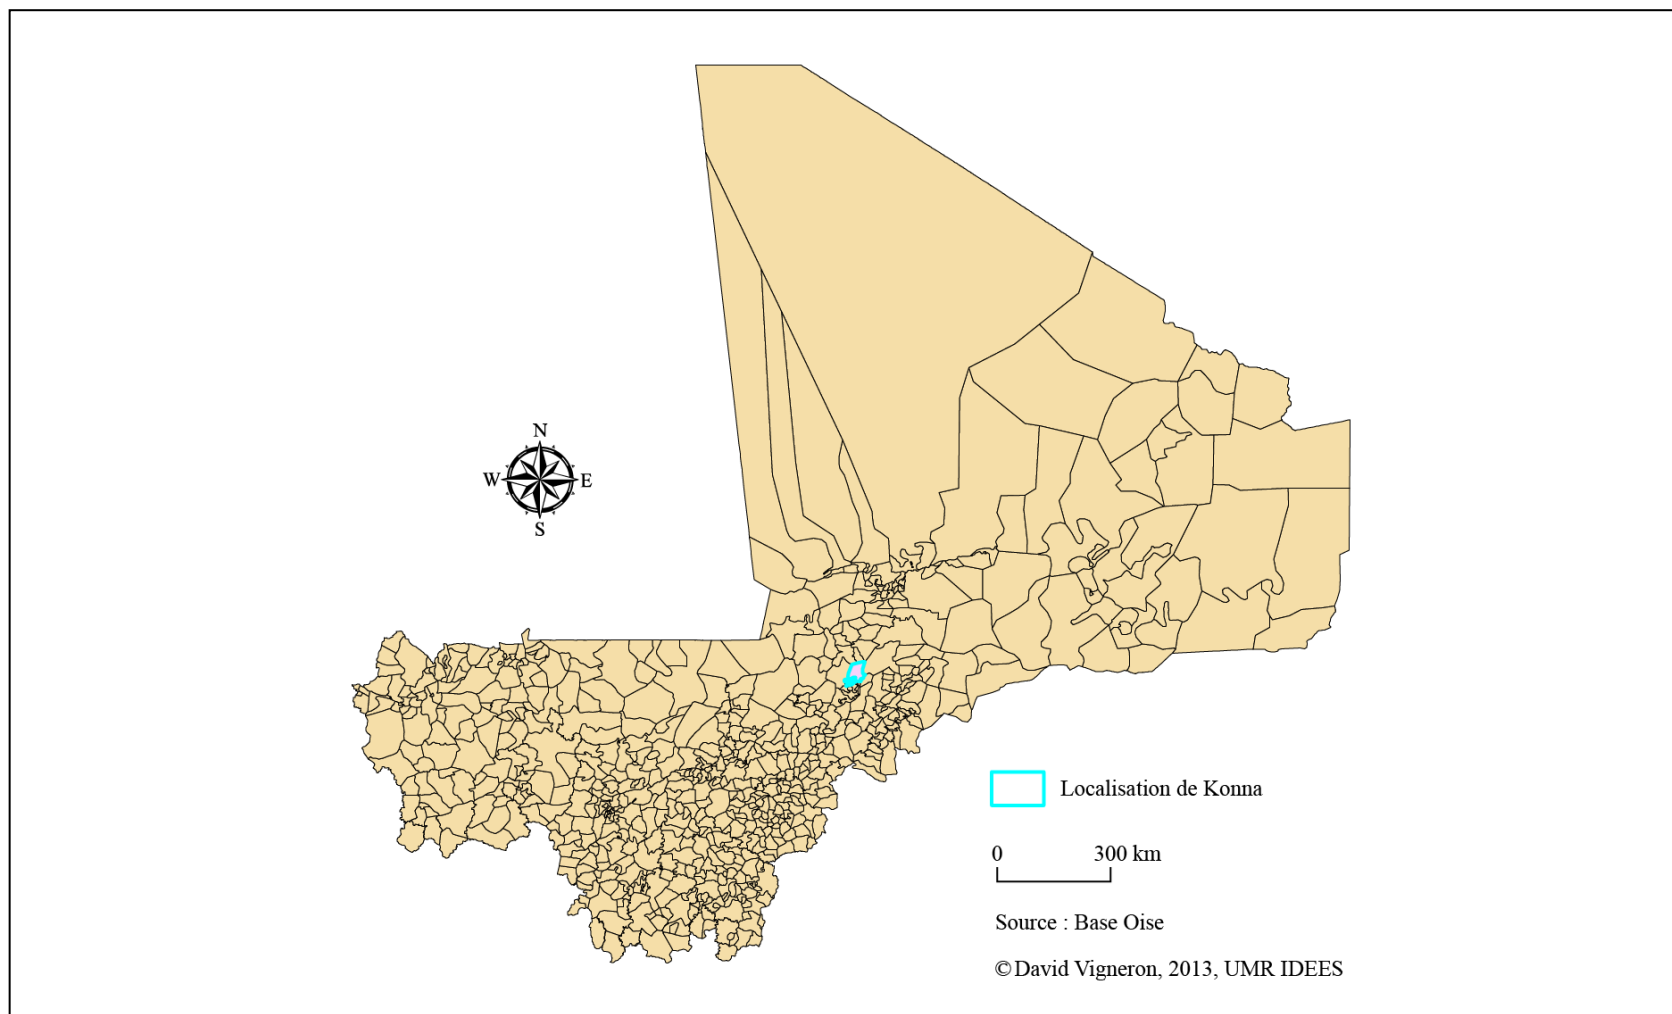 N
W E
S
Localisation de Konna
0 300 km
Source : Base Oise
©David Vigneron, 2013, UMR IDEES